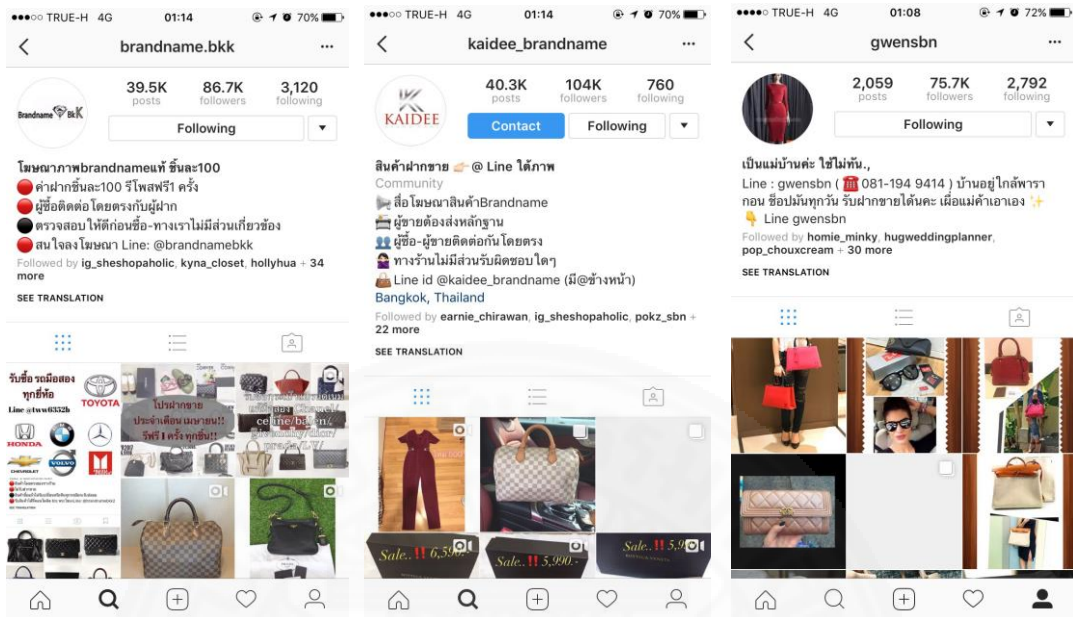 TRUE-H 4G 01:14 70%
brandname.bkk
Brandname BkK
39.5K 86.7K 3,120
posts followers following
Following
โฆษณาภาพbrandnameแท้ ชิ้นละ100
ค่าฝากชิ้นละ100 รีโพสฟรี1 ครั้ง
ผู้ซื้อติดต่อโดยตรงกับผู้ฝาก
ตรวจสอบให้ดีก่อนซื้อ-ทางเราไม่มีส่วนเกี่ยวข้อง
สนใจลงโฆษณา Line: @brandnamebkk
Followed by ig_sheshopaholic, kyna_closet, hollyhua + 34
more
SEE TRANSLATION
รับซื้อ รถมือสอง
ทุกยี่ห้อ
Line @tww6352h
TOYOTA
HONDA
CHEVROLET
VOLVO
โปรฝากขาย
ประจำเดือน เมษายน!!
รีฟรี 1 ครั้ง ทุกชิ้น!!
TRUE-H 4G 01:14 70%
kaidee_brandname
KAIDEE
40.3K 104K 760
posts followers following
Contact Following
สินค้าฝากขาย @ Line ใต้ภาพ
Community
สื่อโฆษณาสินค้าBrandname
ผู้ขายต้องส่งหลักฐาน
ผู้ซื้อ-ผู้ขายติดต่อกันโดยตรง
ทางร้านไม่มีส่วนรับผิดชอบใดๆ
Line id @kaidee_brandname (มี@ข้างหน้า)
Bangkok, Thailand
Followed by earnie_chirawan, ig_sheshopaholic, pokz_sbn +
22 more
SEE TRANSLATION
Sale..!! 6,590.-
Sale..!! 5,990.-
TRUE-H 4G 01:08 72%
gwensbn
2,059 75.7K 2,792
posts followers following
Following
เป็นแม่บ้านค่ะ ใช้ไม่ทัน.,
Line : gwensbn ( 081-194 9414 ) บ้านอยู่ใกล้พารา
กอน ช็อปมันทุกวัน รับฝากขายได้นคะ เผื่อแม่ค้าเอาเอง
Line gwensbn
Followed by homie_minky, hugweddingplanner,
pop_chouxcream + 30 more
SEE TRANSLATION